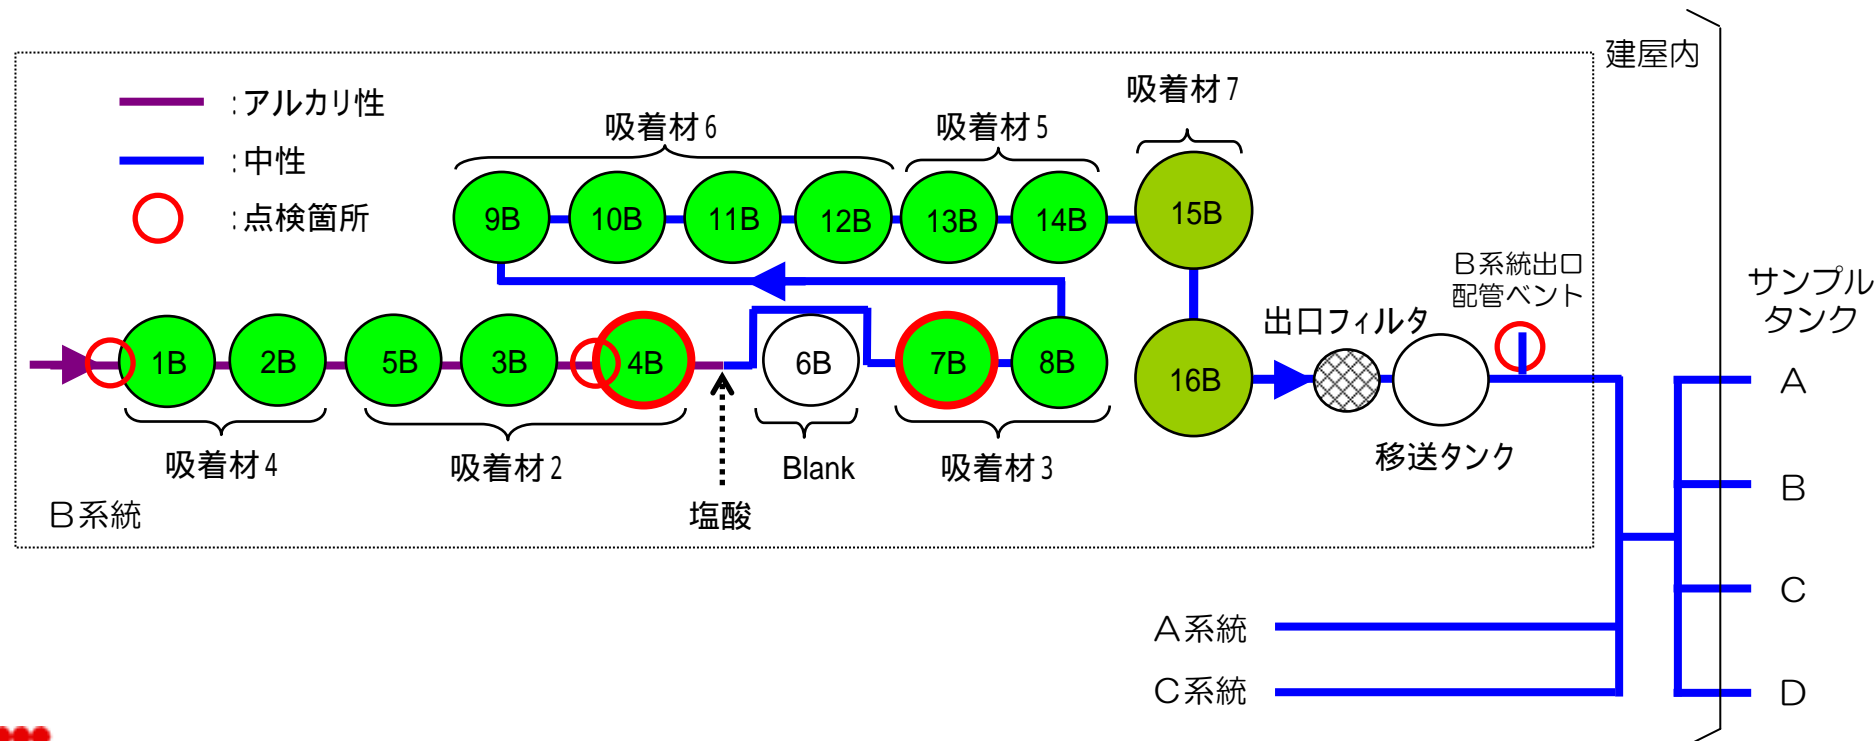 建屋内
:アルカリ性
:中性
:点検箇所
吸着材6
吸着材5
吸着材7
9B
10B
11B
12B
13B
14B
15B
B系統出口
配管ベント
サンプル
タンク
出口フィルタ
1B
2B
5B
3B
4B
6B
7B
8B
16B
移送タンク
吸着材4
吸着材2
Blank
吸着材3
塩酸
B系統
A
B
C
D
A系統
C系統